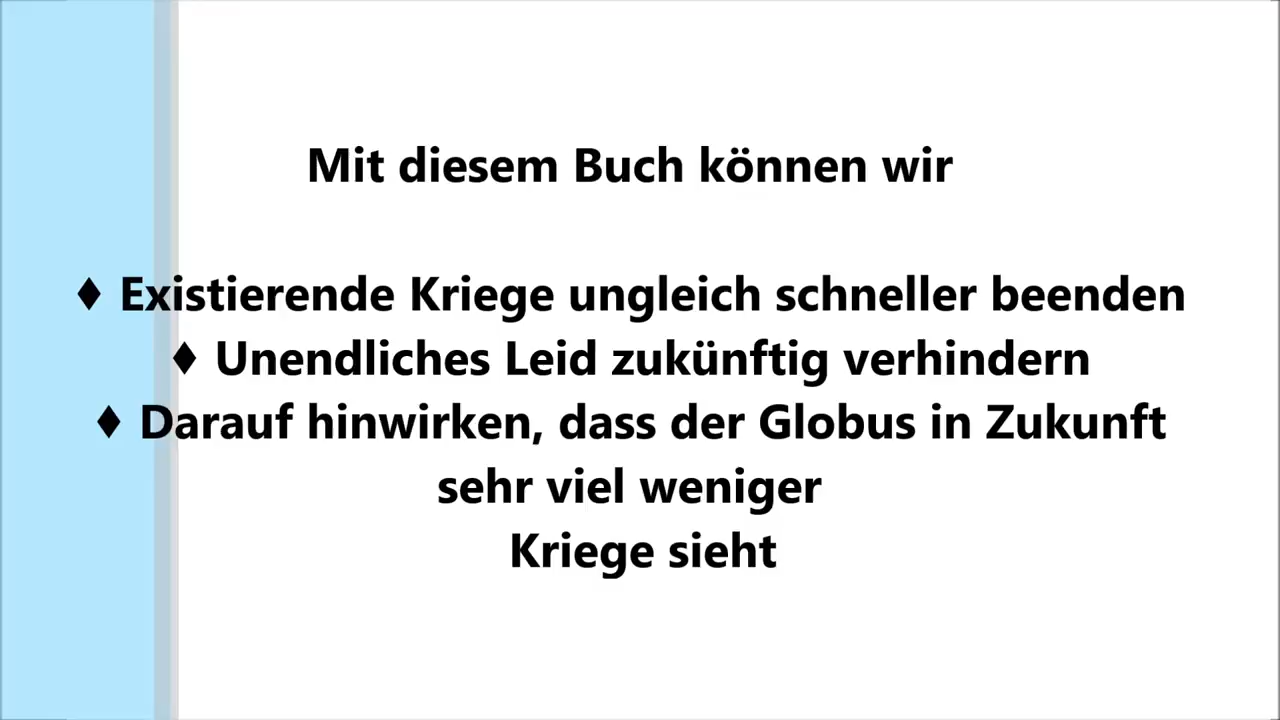 Mit diesem Buch können wir
♦ Existierende Kriege ungleich schneller beenden
♦ Unendliches Leid zukünftig verhindern
♦ Darauf hinwirken, dass der Globus in Zukunft
sehr viel weniger
Kriege sieht